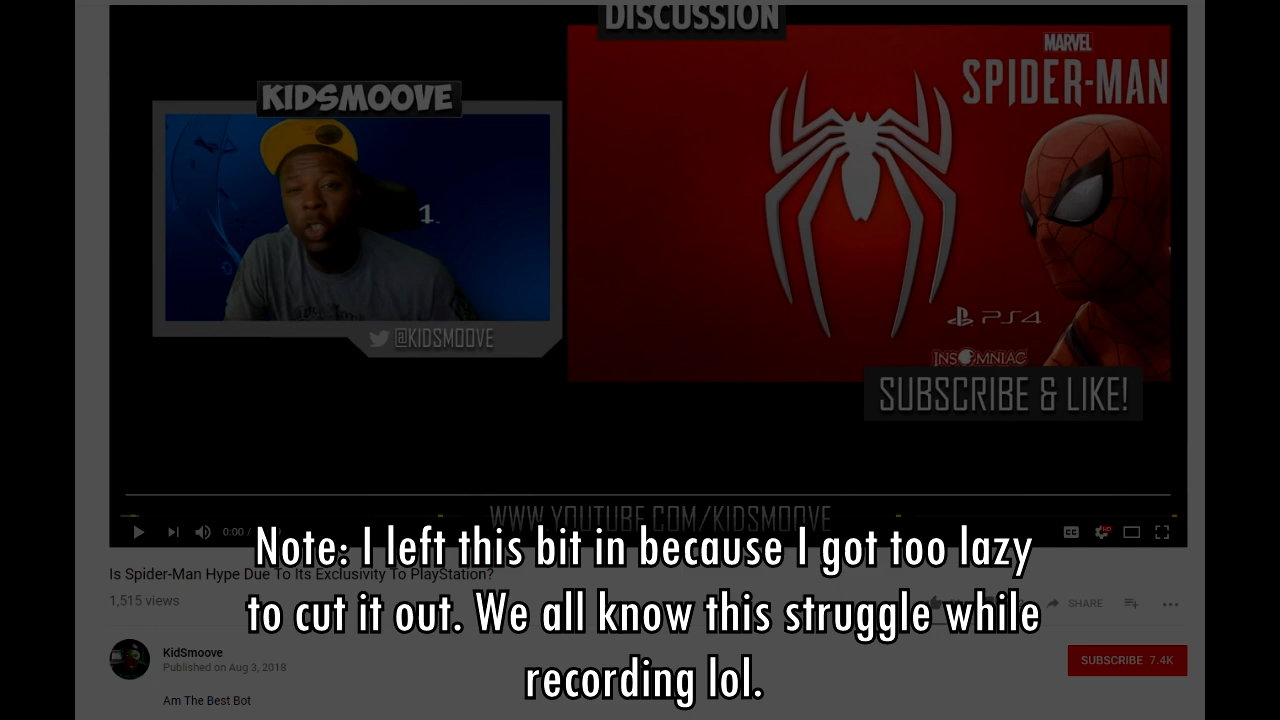 DISCUSSION
KIDSMOOVE
MARVEL
SPIDER-MAN
1
@KIDSMOOVE
PS4
INSOMNIAC
SUBSCRIBE & LIKE!
WWW.YOUTUBE.COM/KIDSMOOVE
0:00 /
CC
HD
Note: I left this bit in because I got too lazy
to cut it out. We all know this struggle while
recording lol.
Is Spider-Man Hype Due To Its Exclusivity To PlayStation?
1,515 views
SHARE
KidSmoove
Published on Aug 3, 2018
SUBSCRIBE 7.4K
Am The Best Bot